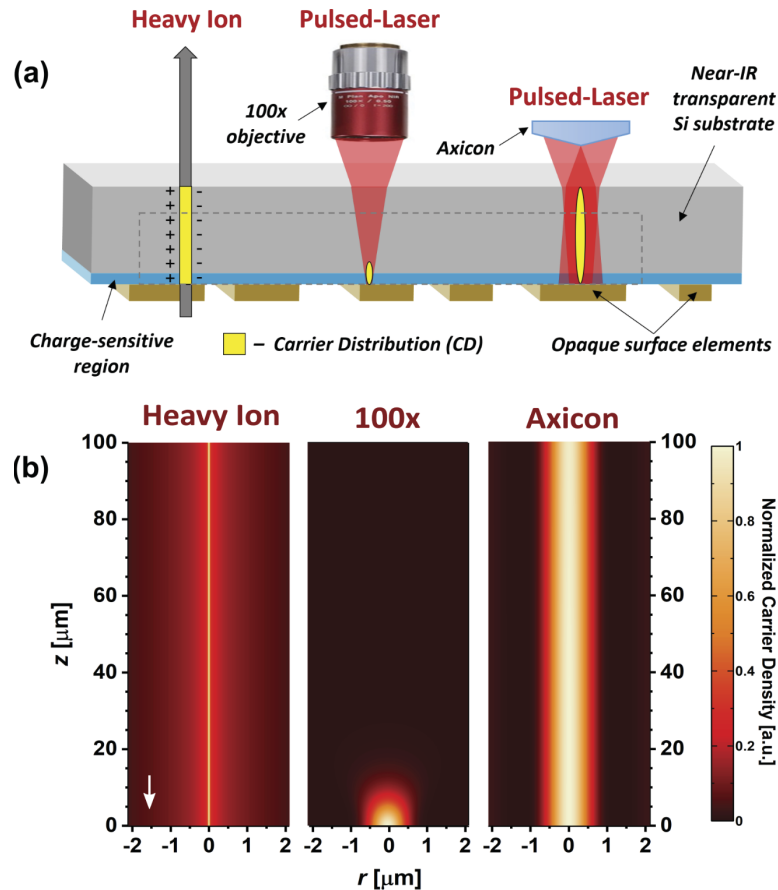 Heavy Ion
Pulsed-Laser
(a)
100x
objective
Pulsed-Laser
Axicon
Near-IR
transparent
Si substrate
+ -
+ -
+ -
+ -
+ -
+ -
+ -
Charge-sensitive
region
– Carrier Distribution (CD)
Opaque surface elements
(b)
Heavy Ion
100x
Axicon
100
80
60
40
20
0
z [μm]
-2 -1 0 1 2
-2 -1 0 1 2
-2 -1 0 1 2
r [μm]
100
80
60
40
20
0
1
0.8
0.6
0.4
0.2
0
Normalized Carrier Density [a.u.]